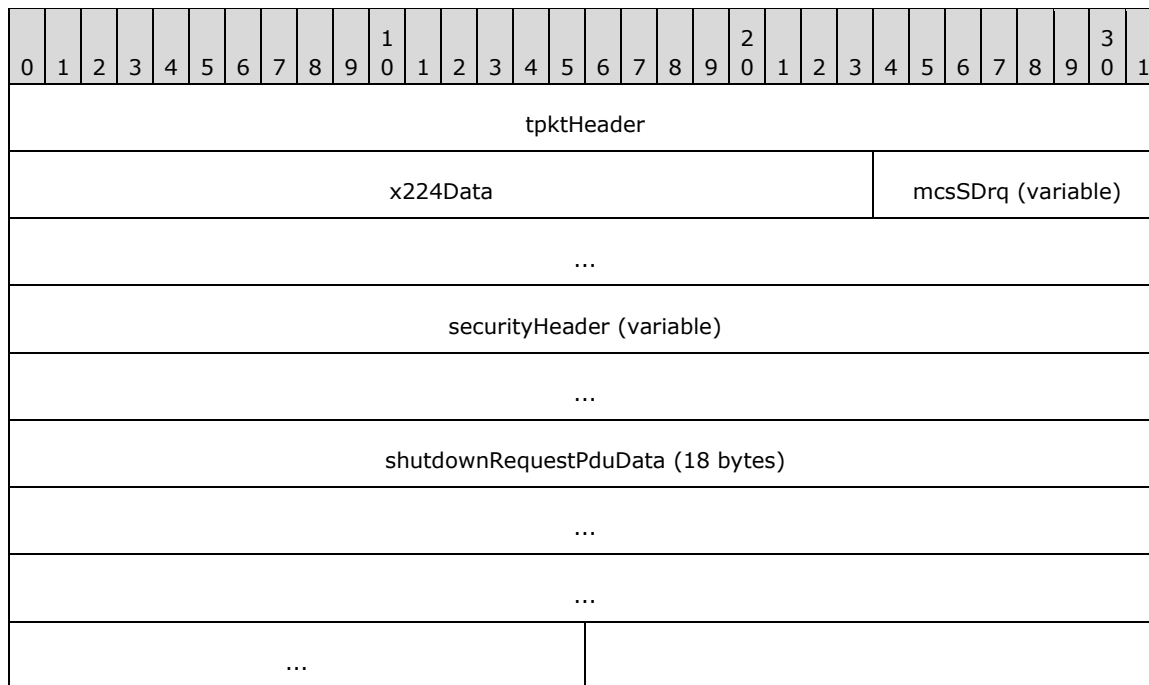 1 2 3
0 1 2 3 4 5 6 7 8 9 0 1 2 3 4 5 6 7 8 9 0 1 2 3 4 5 6 7 8 9 0 1
tpktHeader
x224Data mcsSDrq (variable)
...
securityHeader (variable)
...
shutdownRequestPduData (18 bytes)
...
...
...